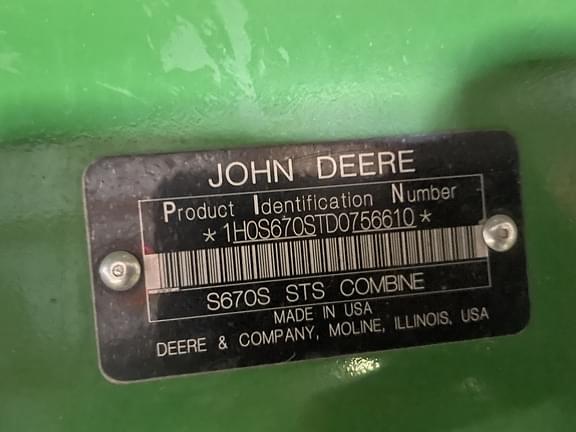 JOHN DEERE
Product Identification Number
*1H0S670STD0756610*
S670S STS COMBINE
MADE IN USA
DEERE & COMPANY, MOLINE, ILLINOIS, USA